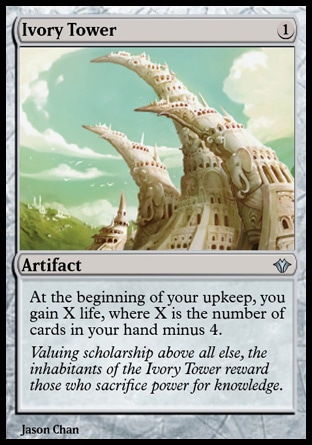 Ivory Tower 1
Artifact
At the beginning of your upkeep, you
gain X life, where X is the number of
cards in your hand minus 4.
Valuing scholarship above all else, the
inhabitants of the Ivory Tower reward
those who sacrifice power for knowledge.
Jason Chan